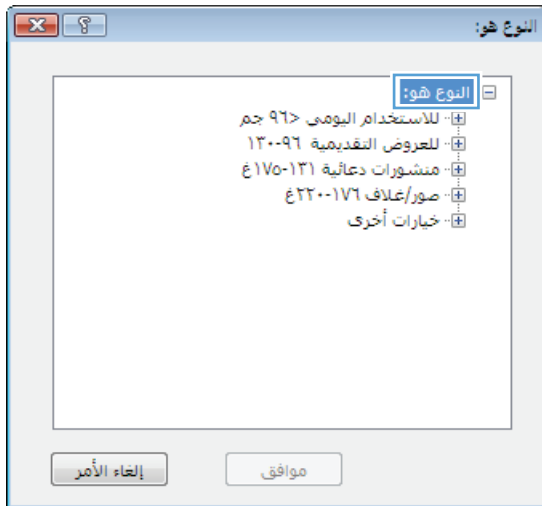 النوع هو:
النوع هو:
للاستخدام اليومي <٩٦ جم
للعروض التقديمية ٩٦-١٣٠
منشورات دعائية ١٣١-١٧٥غ
صور/غلاف ١٧٦-٢٢٠غ
خيارات أخرى
موافق
إلغاء الأمر